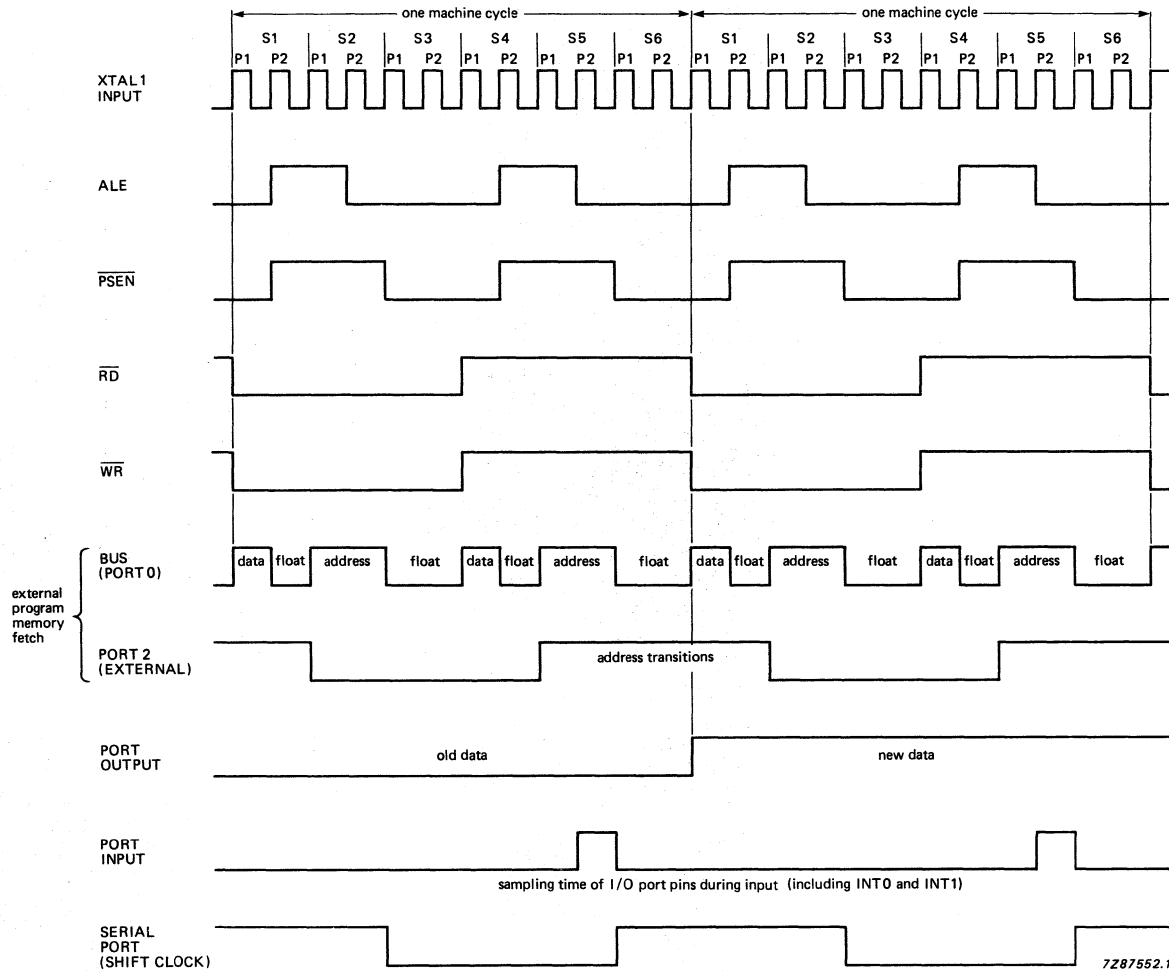 one machine cycle one machine cycle
S1 S2 S3 S4 S5 S6 S1 S2 S3 S4 S5 S6
P1 P2 P1 P2 P1 P2 P1 P2 P1 P2 P1 P2 P1 P2 P1 P2 P1 P2 P1 P2 P1 P2 P1 P2
XTAL 1
INPUT
ALE
PSEN
RD
WR
external
program
memory
fetch
BUS
(PORT 0)
data float address float data float address float data float address float data float address float
PORT 2
(EXTERNAL)
address transitions
PORT
OUTPUT
old data new data
PORT
INPUT
sampling time of I/O port pins during input (including INT0 and INT1)
SERIAL
PORT
(SHIFT CLOCK)
7Z87552.1